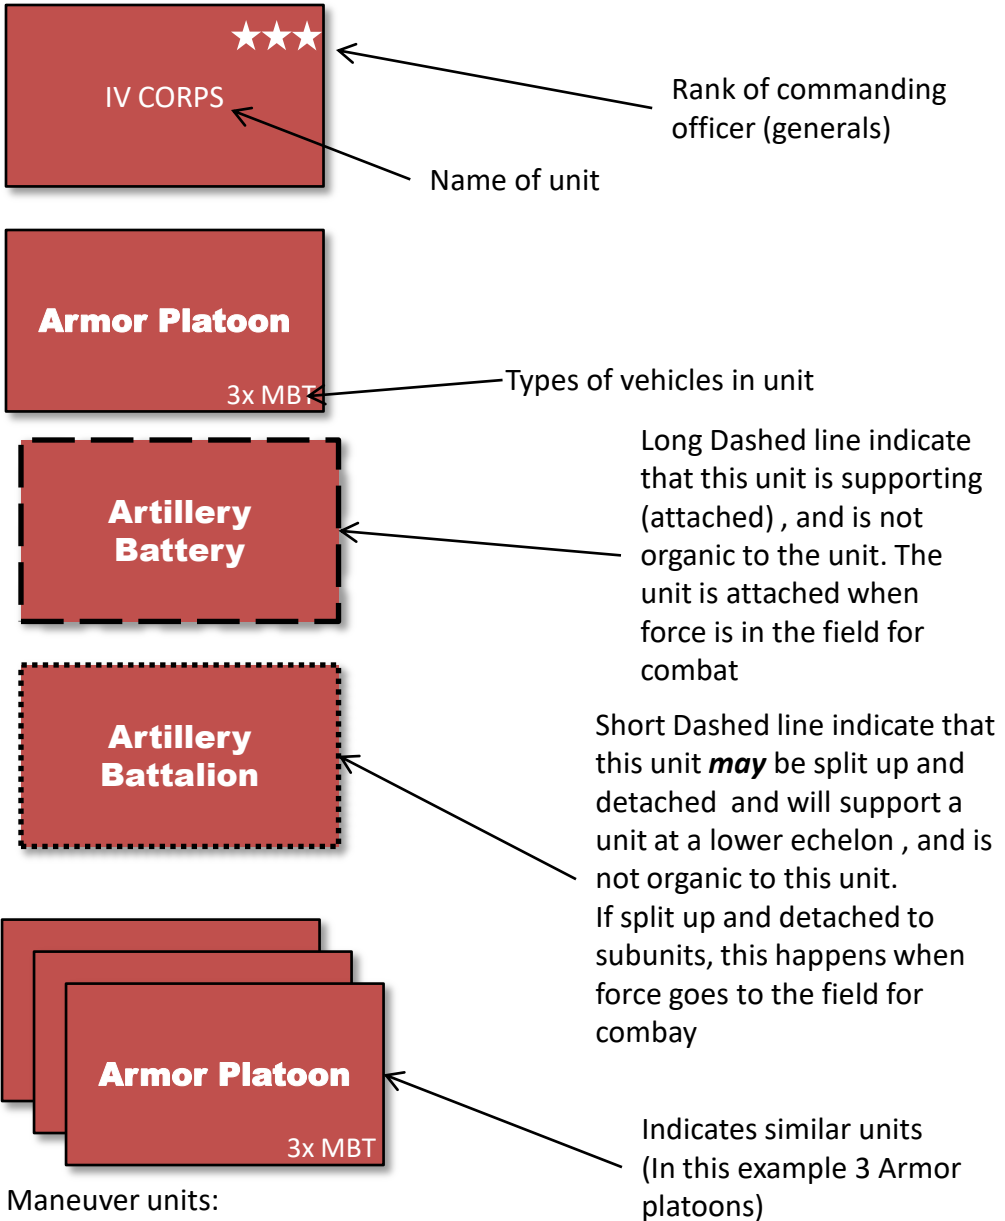 IV CORPS
Rank of commanding
officer (generals)
Name of unit
Armor Platoon
3x MBT
Types of vehicles in unit
Artillery
Battery
Long Dashed line indicate
that this unit is supporting
(attached) , and is not
organic to the unit. The
unit is attached when
force is in the field for
combat
Artillery
Battalion
Short Dashed line indicate that
this unit may be split up and
detached  and will support a
unit at a lower echelon , and is
not organic to this unit.
If split up and detached to
subunits, this happens when
force goes to the field for
combay
Armor Platoon
3x MBT
Indicates similar units
(In this example 3 Armor
platoons)
Maneuver units: